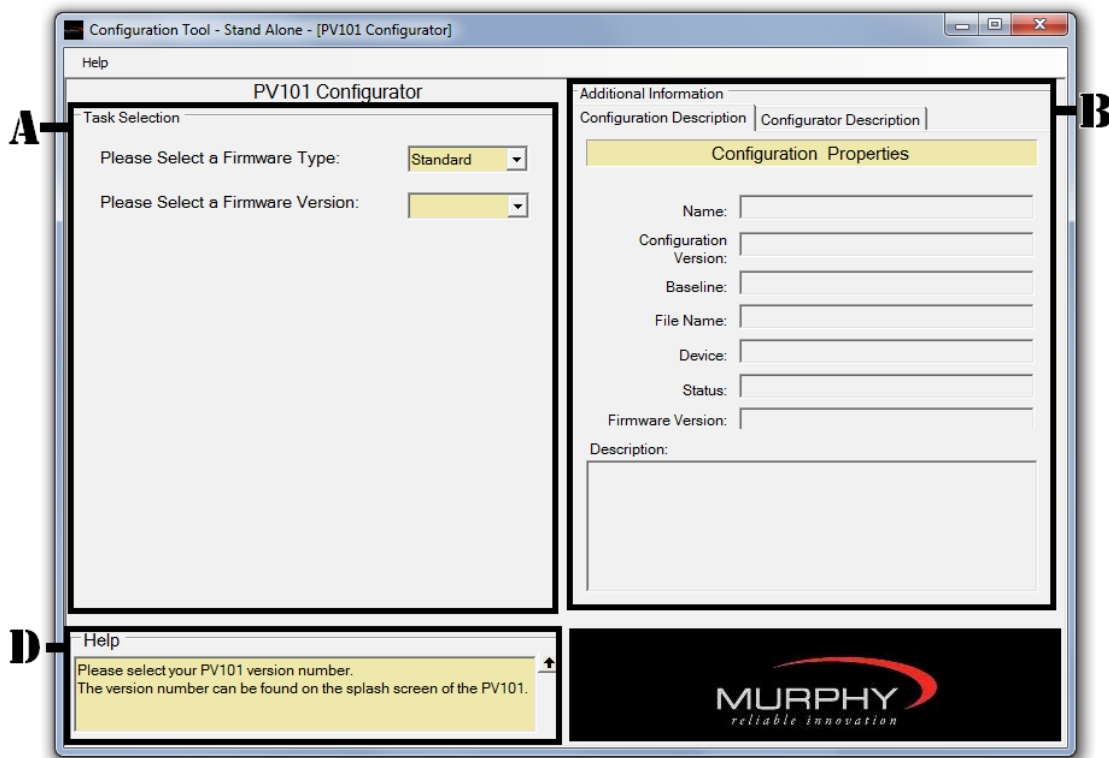 Configuration Tool - Stand Alone - [PV101 Configurator]
Help
PV101 Configurator
A
Task Selection
Please Select a Firmware Type:
Standard
Please Select a Firmware Version:
B
Additional Information
Configuration Description
Configurator Description
Configuration Properties
Name:
Configuration
Version:
Baseline:
File Name:
Device:
Status:
Firmware Version:
Description:
D
Help
Please select your PV101 version number.
The version number can be found on the splash screen of the PV101.
MURPHY
reliable innovation